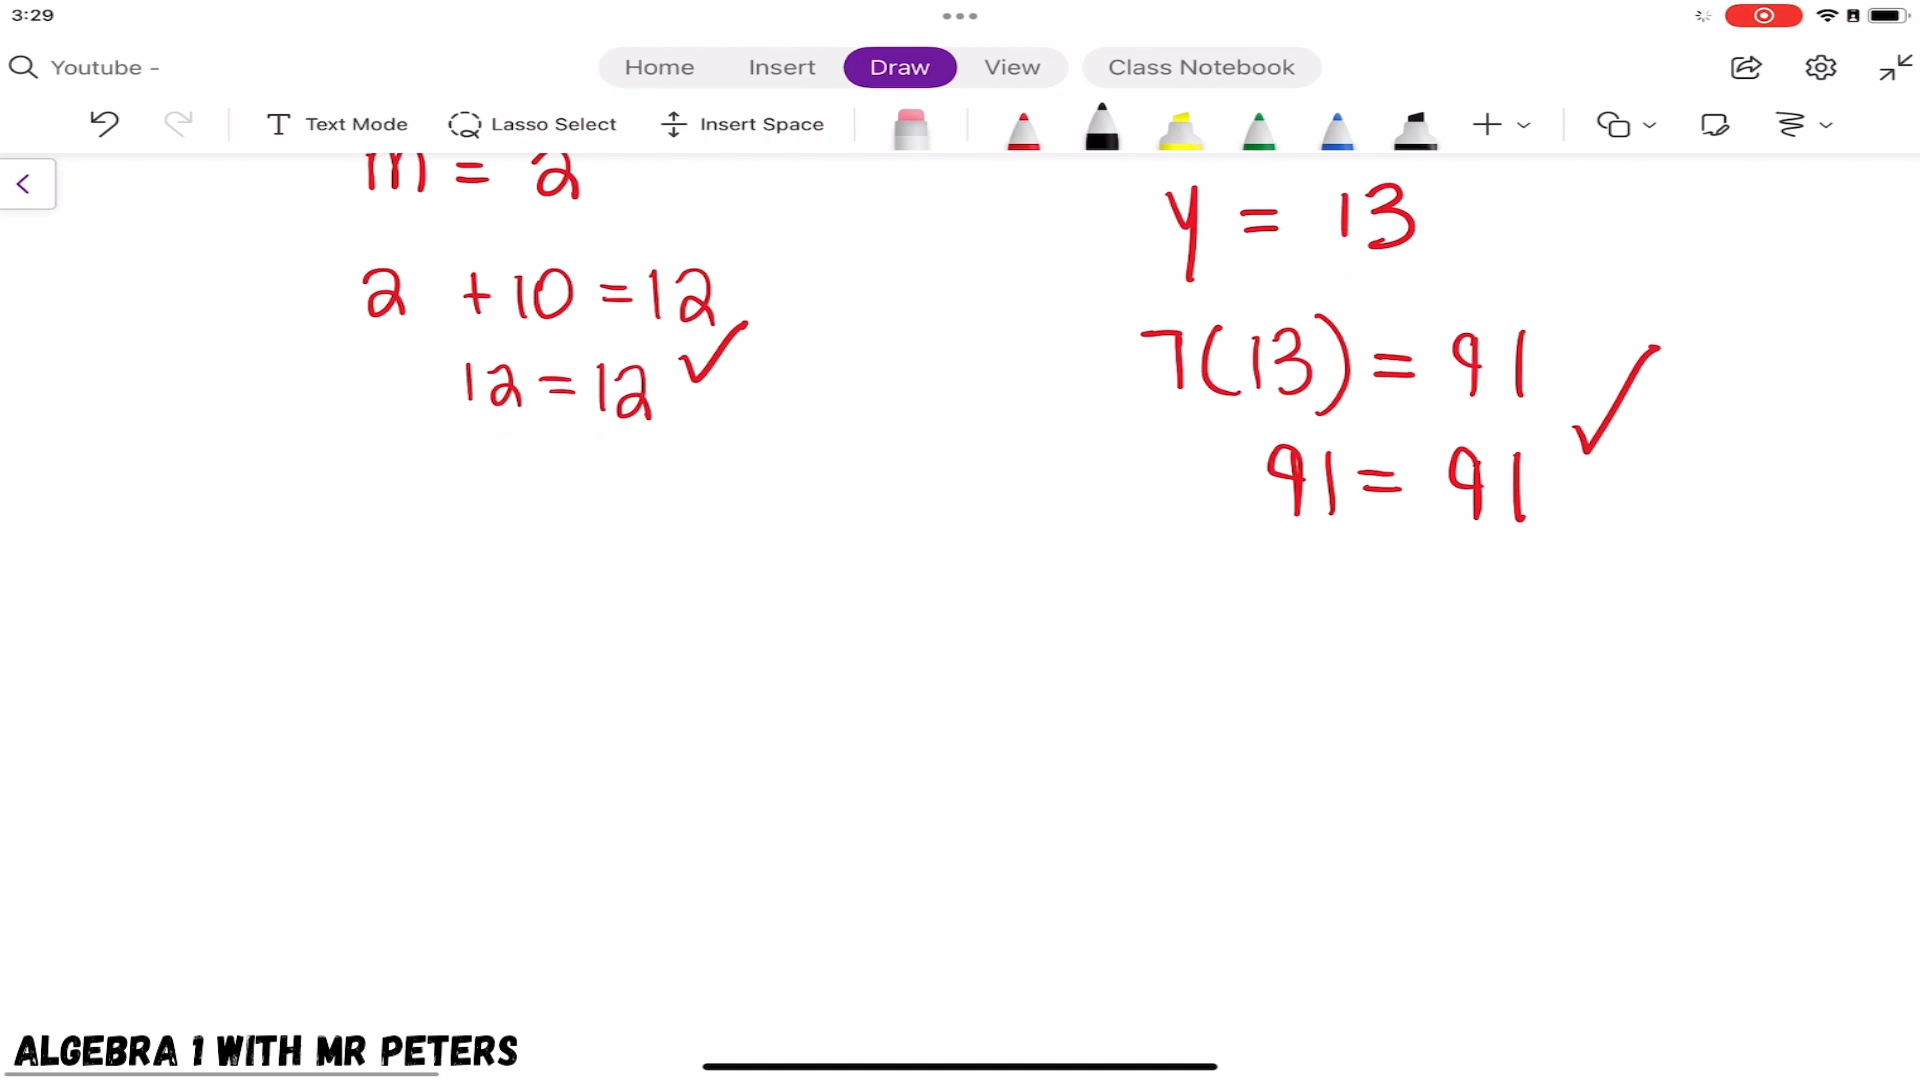 3:29
Youtube -
Home Insert Draw View Class Notebook
Text Mode Lasso Select Insert Space
m = 2
2 + 10 = 12
12 = 12 ✓
y = 13
7(13) = 91
91 = 91 ✓
ALGEBRA 1 WITH MR PETERS